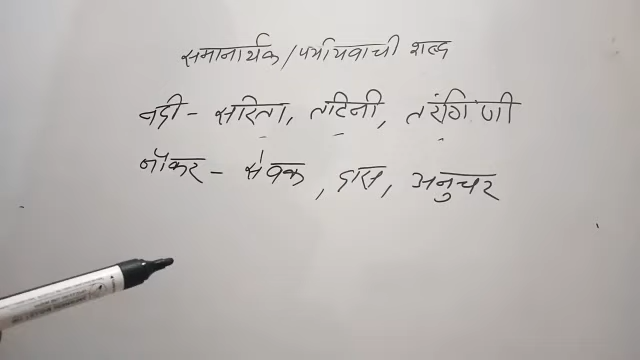 समानार्थक/पर्यायवाची शब्द
नदी - सरिता, तटिनी, तरंगिणी
नौकर - सेवक, दास, अनुचर